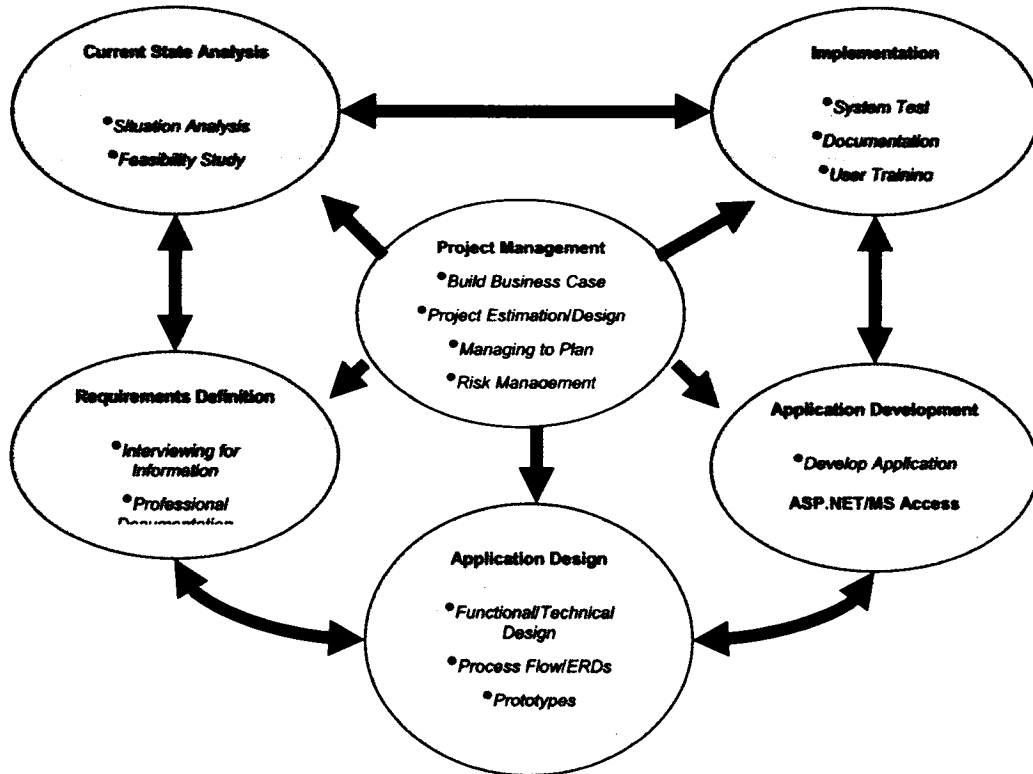 Current State Analysis
•Situation Analysis
•Feasibility Study
Implementation
•System Test
•Documentation
•User Training
Project Management
•Build Business Case
•Project Estimation/Design
•Managing to Plan
•Risk Management
Requirements Definition
•Interviewing for
Information
•Professional
Documentation
Application Development
•Develop Application
ASP.NET/MS Access
Application Design
•Functional/Technical
Design
•Process Flow/ERDs
•Prototypes